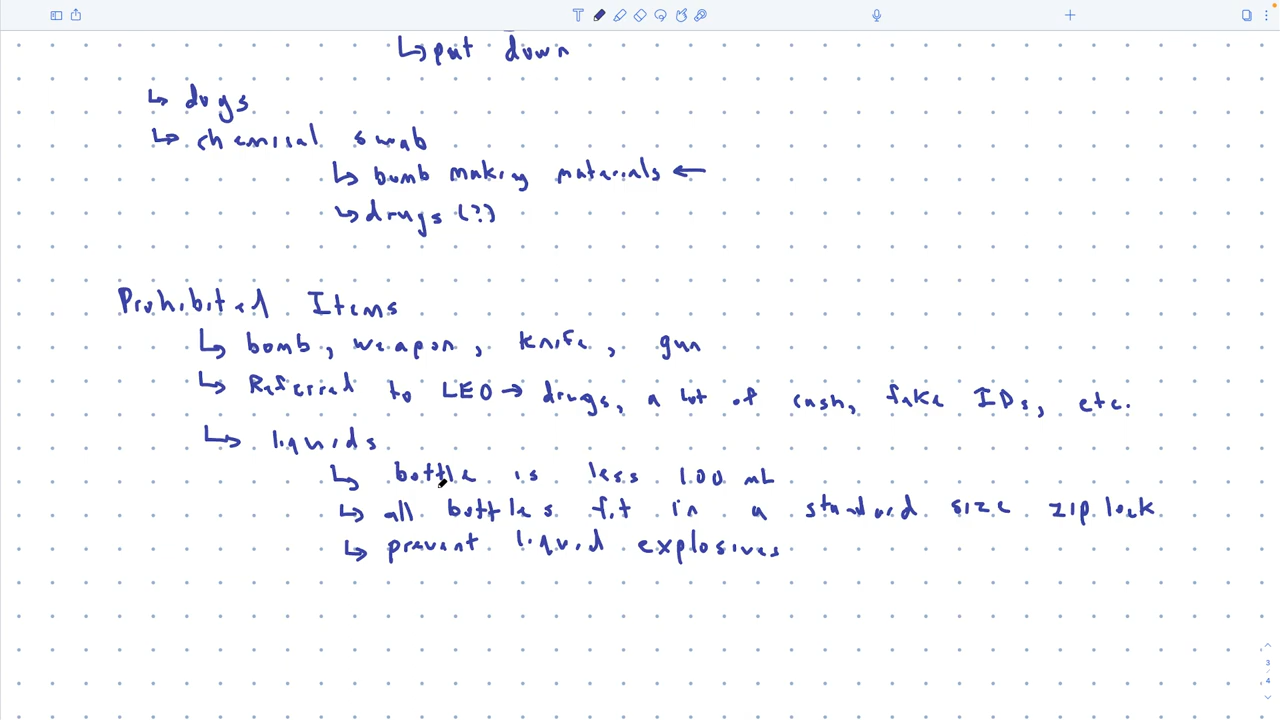 ↳ put down
↳ dogs
↳ chemical swab
↳ bomb making materials ←
↳ drugs (?)
Prohibited Items
↳ bomb, weapon, knife, gun
↳ Referred to LEO → drugs, a lot of cash, fake IDs, etc.
↳ liquids
↳ bottle is less 100 mL
↳ all bottles fit in a standard size zip lock
↳ prevent liquid explosives
3
4